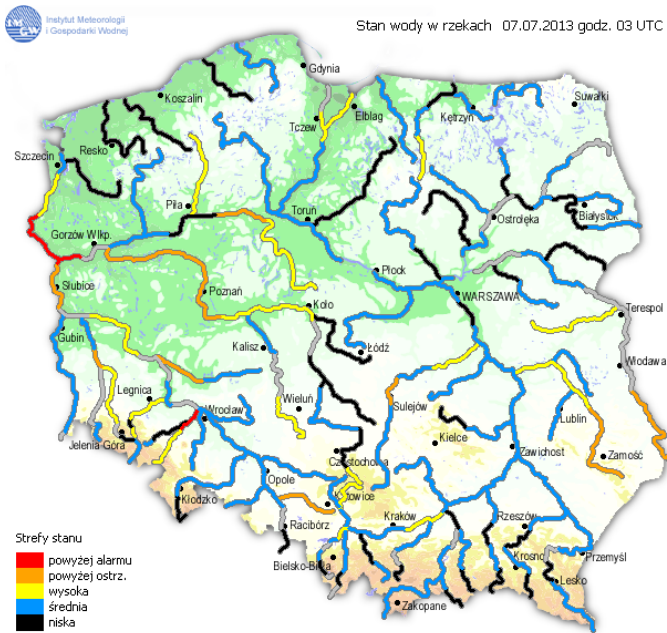 IMGW
Instytut Meteorologii
i Gospodarki Wodnej
Stan wody w rzekach 07.07.2013 godz. 03 UTC
Gdynia
Koszalin
Suwałki
Tczew
Elbląg
Kętrzyn
Resko
Szczecin
Piła
Toruń
Ostrołęka
Białystok
Gorzów Wlkp.
Płock
Słubice
Poznań
Koło
WARSZAWA
Terespol
Gubin
Kalisz
Łódź
Włodawa
Legnica
Wieluń
Sulejów
Lublin
Wrocław
Jelenia Góra
Kielce
Zawichost
Zamość
Częstochowa
Opole
Kłodzko
Katowice
Racibórz
Kraków
Rzeszów
Bielsko-Biała
Krosno
Przemyśl
Lesko
Zakopane
Strefy stanu
powyżej alarmu
powyżej ostrz.
wysoka
średnia
niska